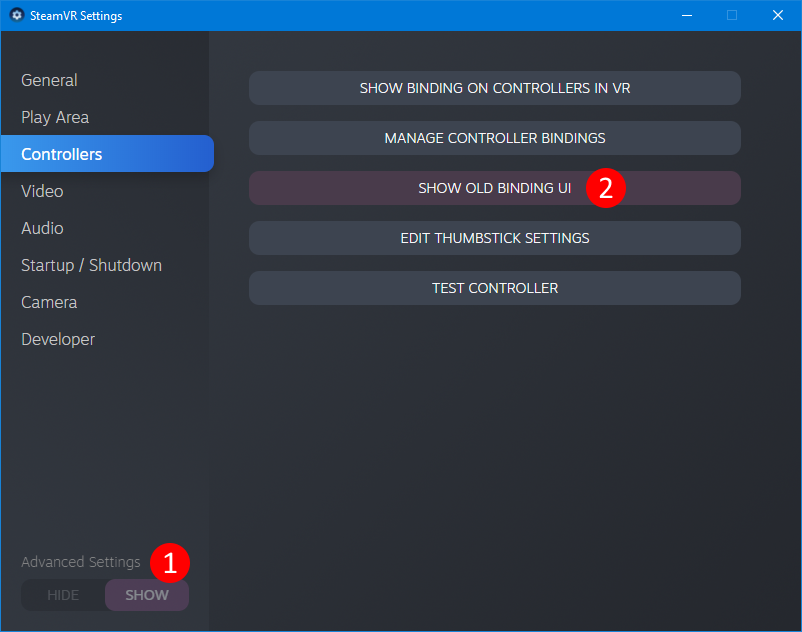 SteamVR Settings
General
Play Area
Controllers
Video
Audio
Startup / Shutdown
Camera
Developer
Advanced Settings 1
HIDE SHOW
SHOW BINDING ON CONTROLLERS IN VR
MANAGE CONTROLLER BINDINGS
SHOW OLD BINDING UI 2
EDIT THUMBSTICK SETTINGS
TEST CONTROLLER